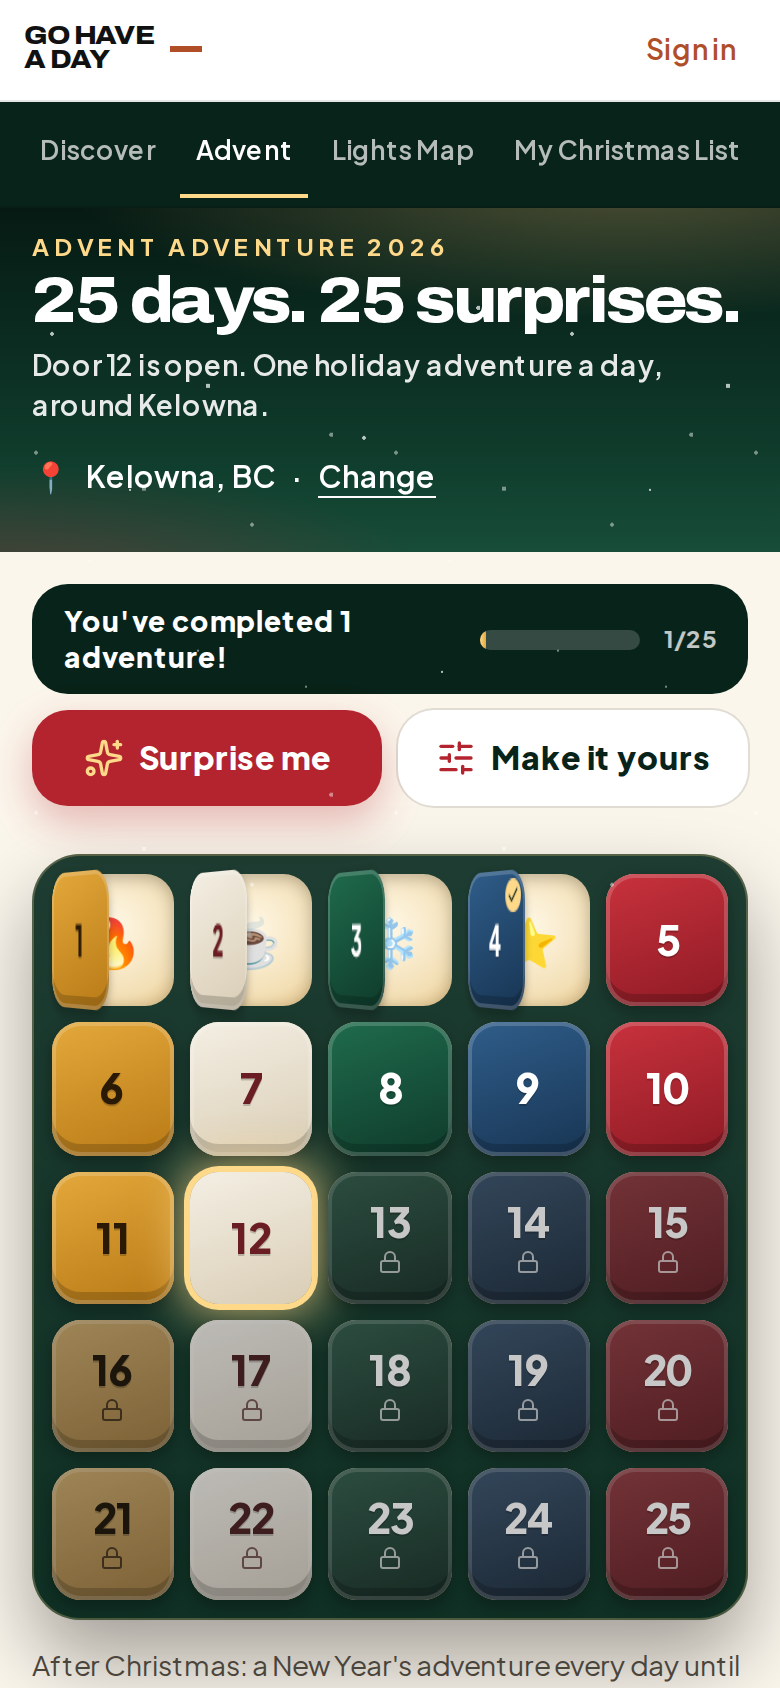 GO HAVE
A DAY
Sign in
Discover Advent Lights Map My Christmas List
ADVENT ADVENTURE 2026
25 days. 25 surprises.
Door 12 is open. One holiday adventure a day,
around Kelowna.
Kelowna, BC · Change
You've completed 1
adventure!
1/25
Surprise me
Make it yours
1 2 3 4 5
6 7 8 9 10
11 12 13 14 15
16 17 18 19 20
21 22 23 24 25
After Christmas: a New Year's adventure every day until